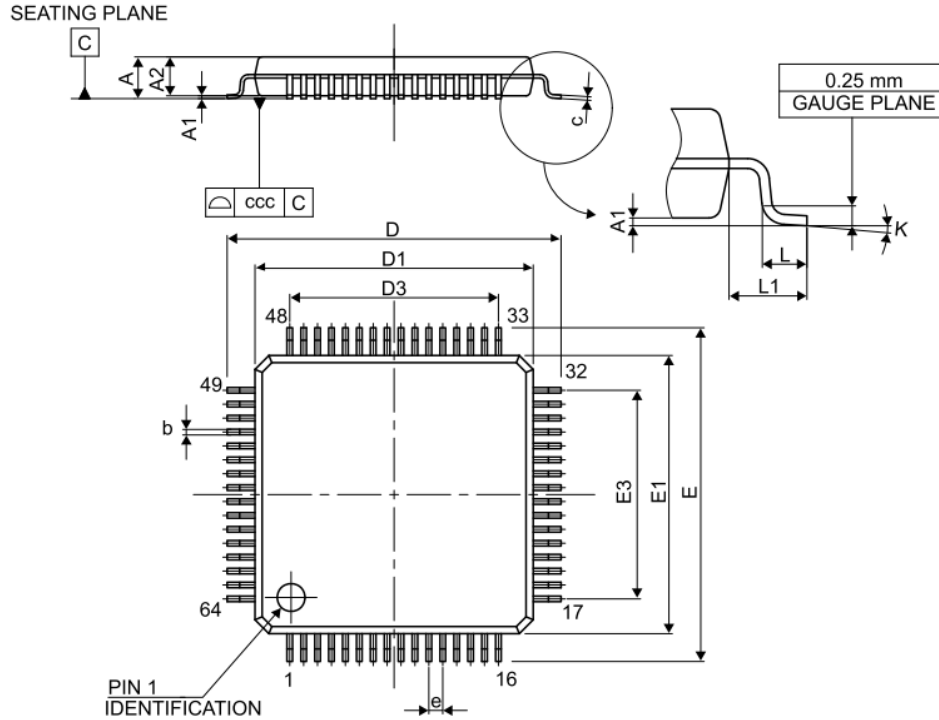 SEATING PLANE
C
A
A2
A1
c
0.25 mm
GAUGE PLANE
ccc C
A1
K
L
L1
D
D1
D3
48 33
49 32
b
E3
E1
E
64 17
1 16
PIN 1
IDENTIFICATION
e